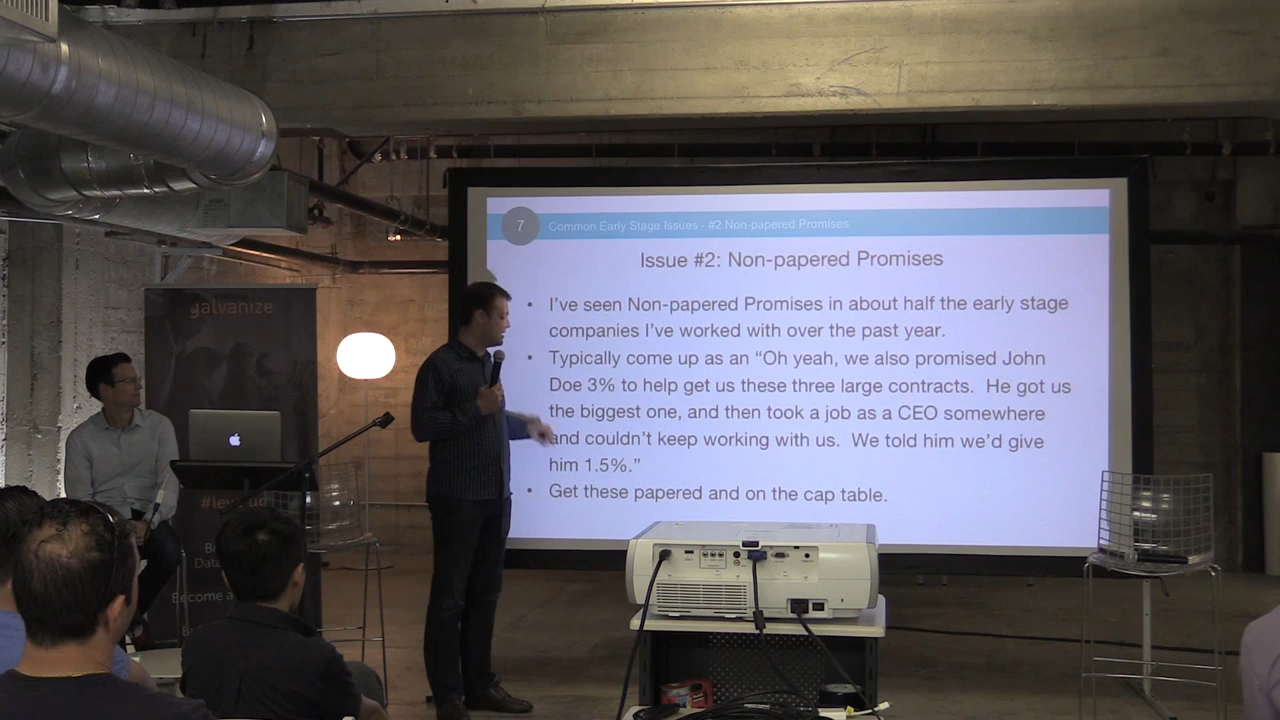 7
Common Early Stage Issues - #2 Non-papered Promises
Issue #2: Non-papered Promises
• I've seen Non-papered Promises in about half the early stage
companies I've worked with over the past year.
• Typically come up as an “Oh yeah, we also promised John
Doe 3% to help get us these three large contracts. He got us
the biggest one, and then took a job as a CEO somewhere
and couldn't keep working with us. We told him we'd give
him 1.5%.”
• Get these papered and on the cap table.
galvanize
Data
Become a